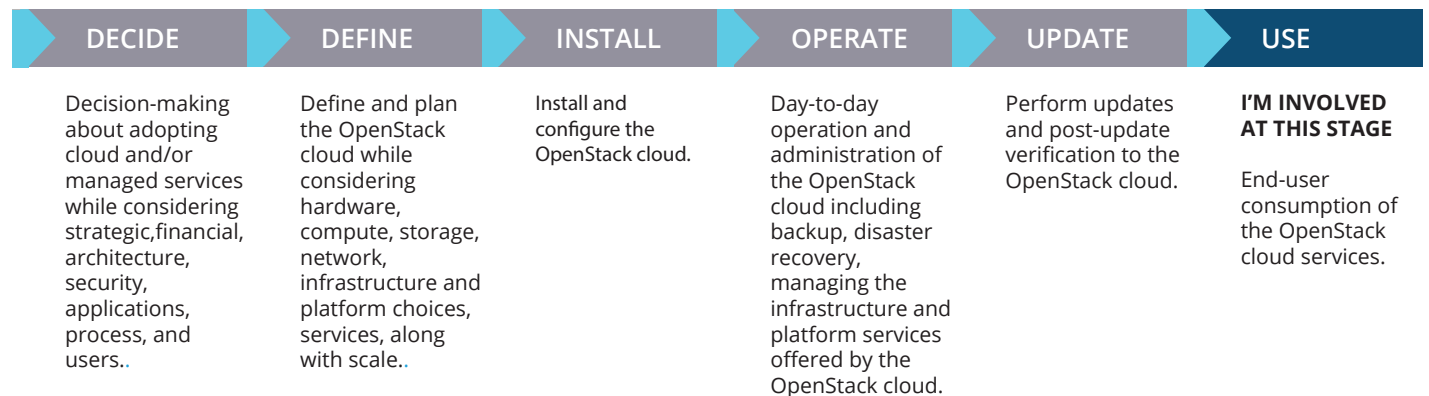 DECIDE
DEFINE
INSTALL
OPERATE
UPDATE
USE
Decision-making
about adopting
cloud and/or
managed services
while considering
strategic,financial,
architecture,
security,
applications,
process, and
users..
Define and plan
the OpenStack
cloud while
considering
hardware,
compute, storage,
network,
infrastructure and
platform choices,
services, along
with scale..
Install and
configure the
OpenStack cloud.
Day-to-day
operation and
administration of
the OpenStack
cloud including
backup, disaster
recovery,
managing the
infrastructure and
platform services
offered by the
OpenStack cloud.
Perform updates
and post-update
verification to the
OpenStack cloud.
I’M INVOLVED
AT THIS STAGE
End-user
consumption of
the OpenStack
cloud services.